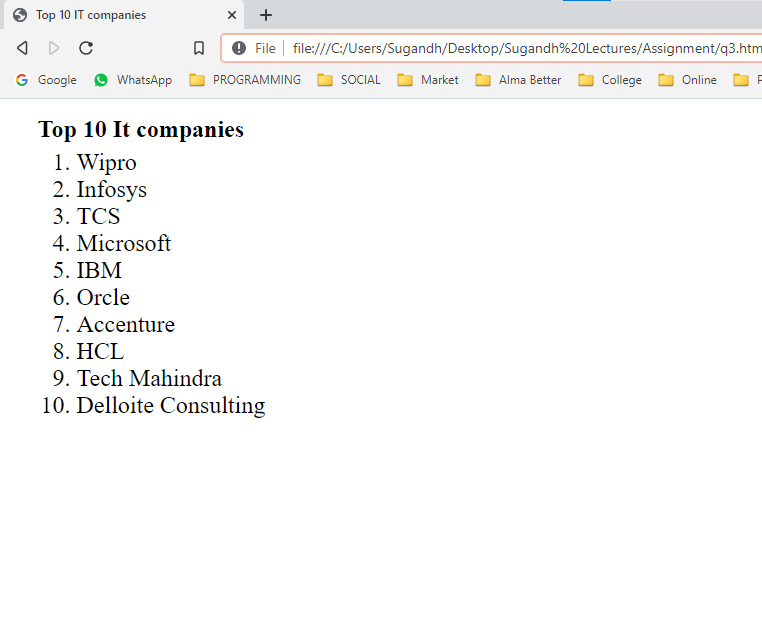 Top 10 IT companies
File file:///C:/Users/Sugandh/Desktop/Sugandh%20Lectures/Assignment/q3.htm
Google WhatsApp PROGRAMMING SOCIAL Market Alma Better College Online
Top 10 It companies
1. Wipro
2. Infosys
3. TCS
4. Microsoft
5. IBM
6. Orcle
7. Accenture
8. HCL
9. Tech Mahindra
10. Delloite Consulting